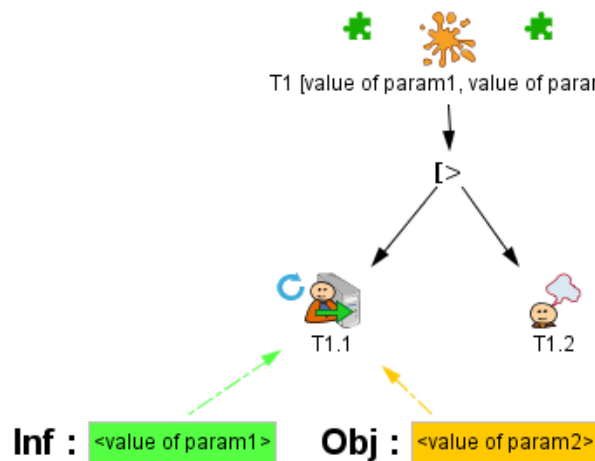 T1 [value of param1, value of param
[>
T1.1
T1.2
Inf : <value of param1> Obj : <value of param2>